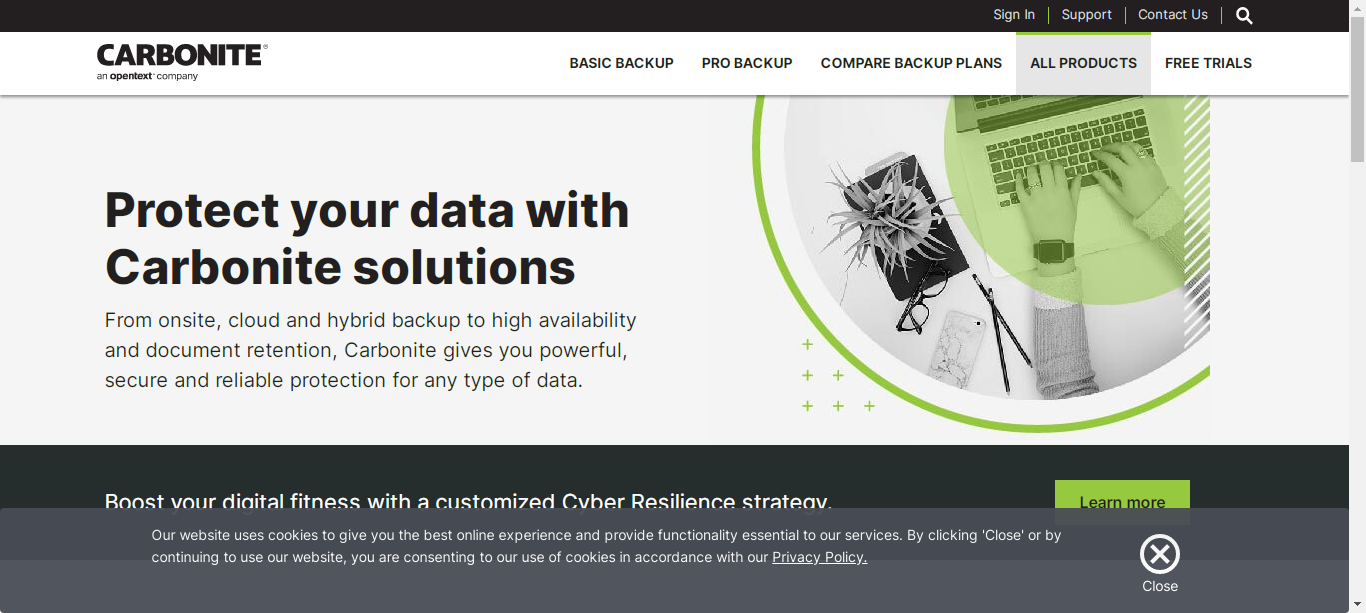 Sign In
Support
Contact Us
CARBONITE®
an opentext™ company
BASIC BACKUP
PRO BACKUP
COMPARE BACKUP PLANS
ALL PRODUCTS
FREE TRIALS
Protect your data with
Carbonite solutions
From onsite, cloud and hybrid backup to high availability
and document retention, Carbonite gives you powerful,
secure and reliable protection for any type of data.
Boost your digital fitness with a customized Cyber Resilience strategy.
Learn more
Our website uses cookies to give you the best online experience and provide functionality essential to our services. By clicking 'Close' or by
continuing to use our website, you are consenting to our use of cookies in accordance with our Privacy Policy.
Close